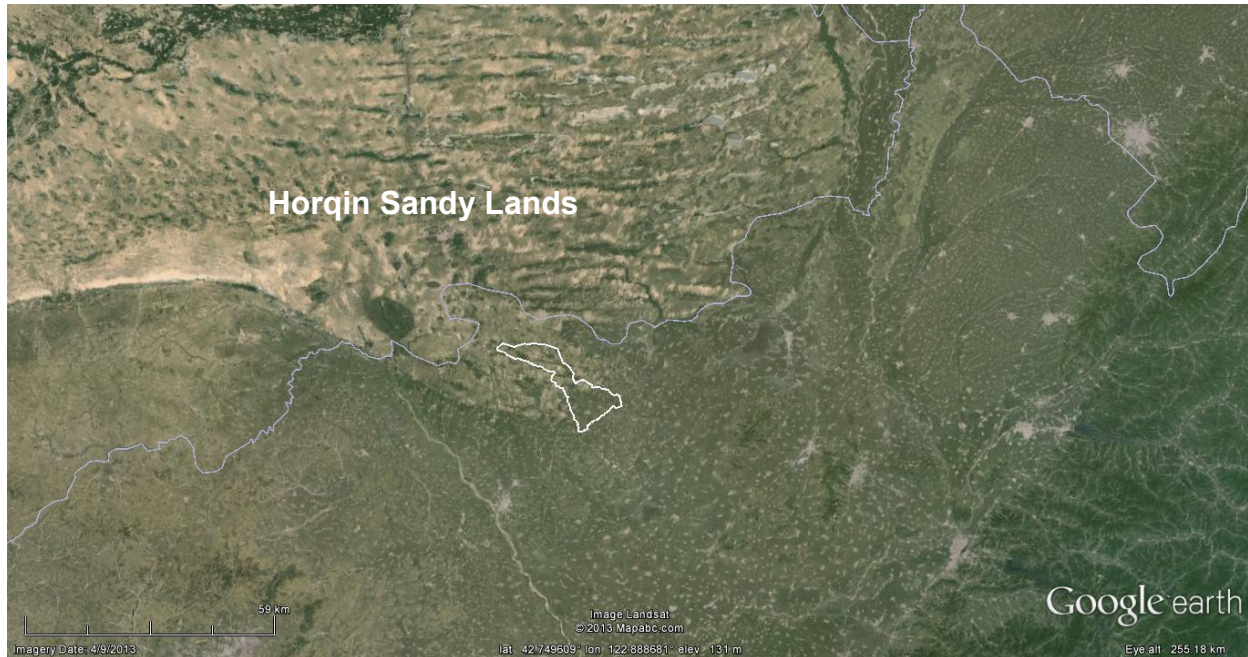 Horqin Sandy Lands
59 km
Image Landsat
© 2013 Mapabc.com
Google earth
Imagery Date: 4/9/2013
lat 42.749609° lon 122.888681° elev 131 m
Eye alt 255.18 km